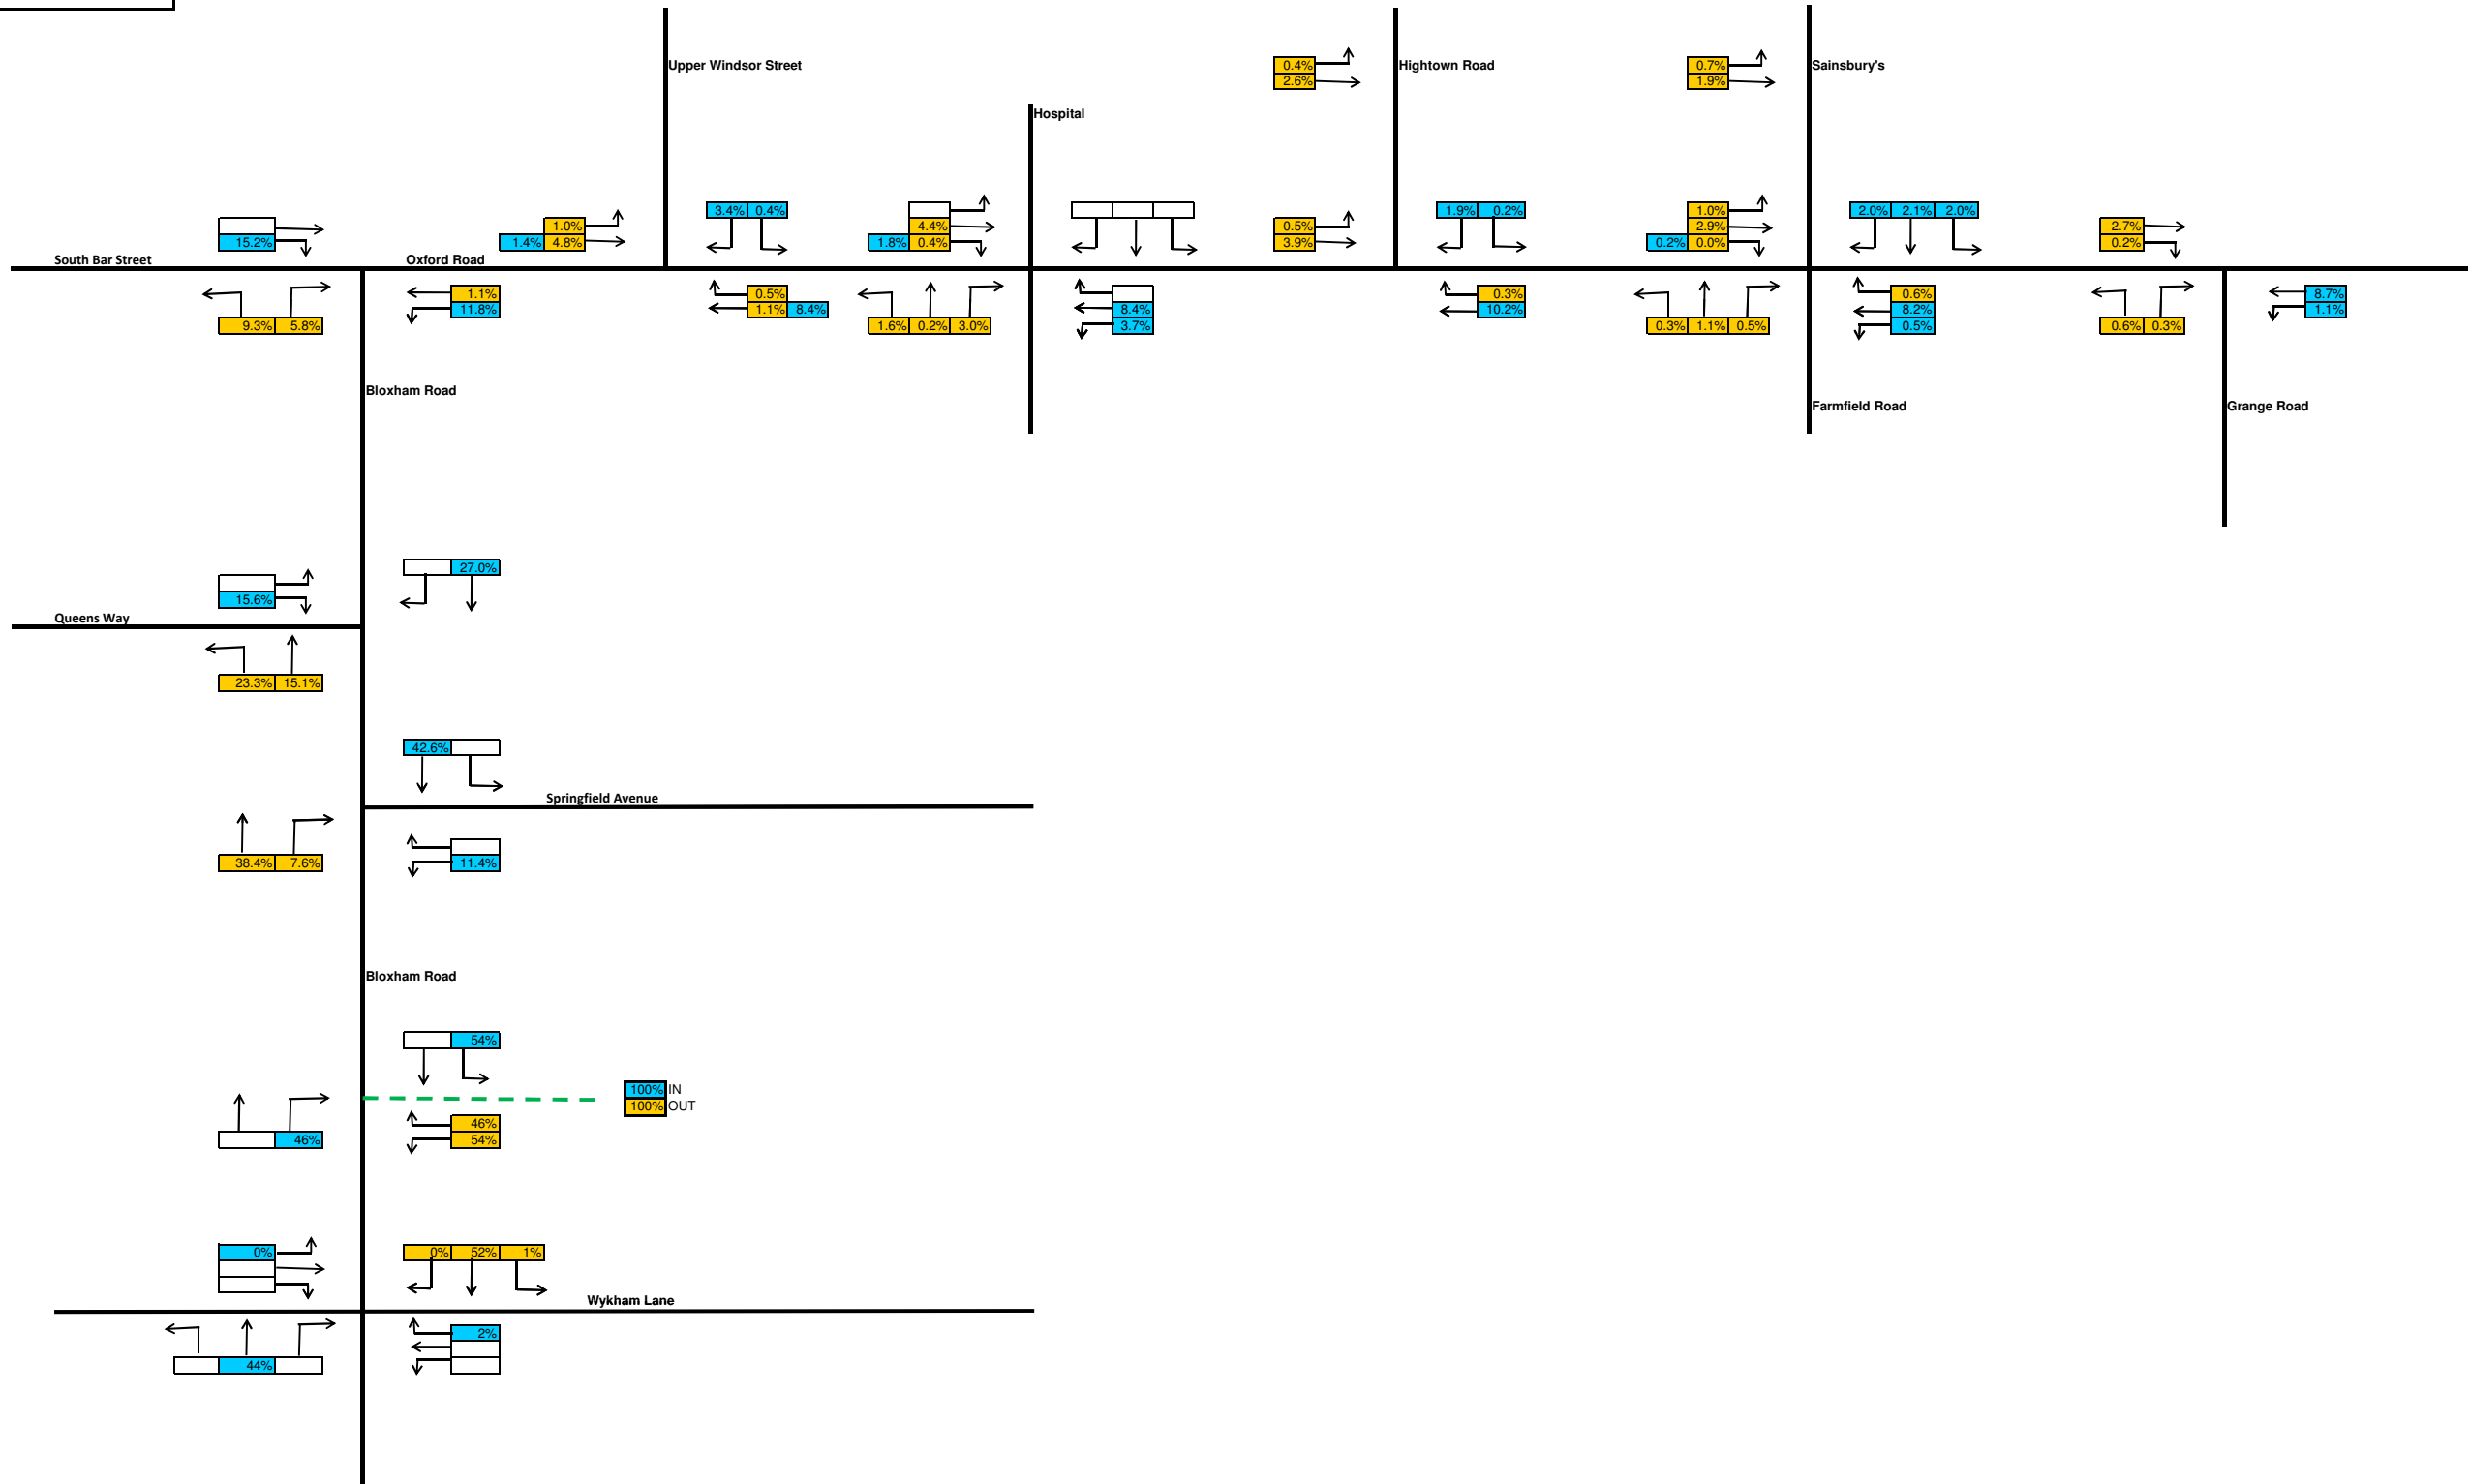 Upper Windsor Street
0.4%
Hightown Road
0.7%
Sainsbury's
2.6%
1.9%
Hospital
3.4% 0.4%
1.9% 0.2%
1.0%
2.0% 2.1% 2.0%
1.0%
4.4%
0.5%
2.9%
2.7%
15.2%
1.4% 4.8%
1.8% 0.4%
3.9%
0.2% 0.0%
0.2%
South Bar Street
Oxford Road
1.1%
0.5%
0.3%
0.6%
8.7%
11.8%
1.1% 8.4%
8.4%
10.2%
8.2%
1.1%
9.3% 5.8%
1.6% 0.2% 3.0%
3.7%
0.3% 1.1% 0.5%
0.5%
0.6% 0.3%
Bloxham Road
Farmfield Road
Grange Road
27.0%
15.6%
Queens Way
23.3% 15.1%
42.6%
Springfield Avenue
38.4% 7.6%
11.4%
Bloxham Road
54%
100% IN
100% OUT
46%
46%
54%
0%
0% 52% 1%
Wykham Lane
2%
44%